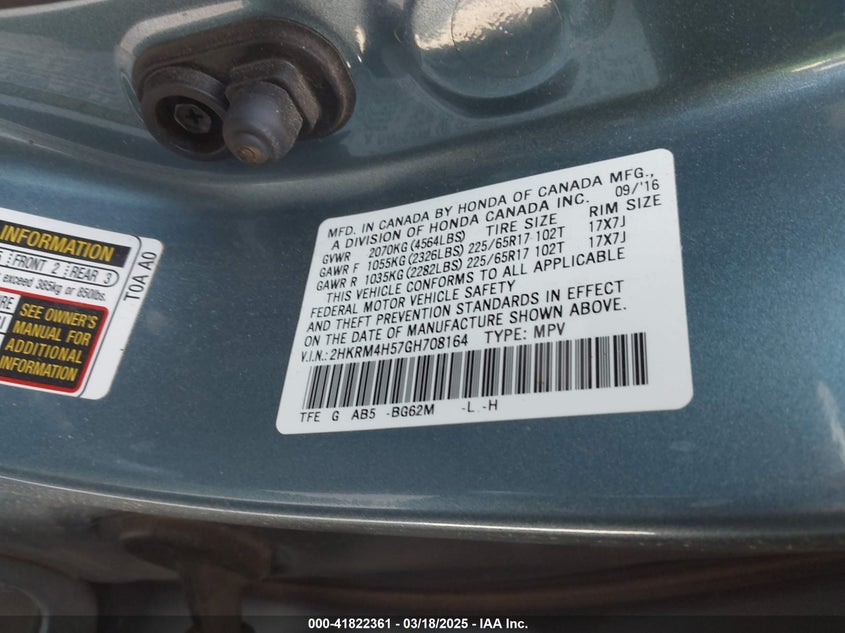 INFORMATION
FRONT 2 REAR 3
exceed 385kg or 850lbs.
SEE OWNER'S
MANUAL FOR
ADDITIONAL
INFORMATION
T0A A0
MFD. IN CANADA BY HONDA OF CANADA MFG.,
A DIVISION OF HONDA CANADA INC. 09/'16
GVWR 2070KG (4564LBS) TIRE SIZE RIM SIZE
GAWR F 1055KG (2326LBS) 225/65R17 102T 17X7J
GAWR R 1035KG (2282LBS) 225/65R17 102T 17X7J
THIS VEHICLE CONFORMS TO ALL APPLICABLE
FEDERAL MOTOR VEHICLE SAFETY
AND THEFT PREVENTION STANDARDS IN EFFECT
ON THE DATE OF MANUFACTURE SHOWN ABOVE.
V.I.N.: 2HKRM4H57GH708164 TYPE: MPV
TFE G AB5 -BG62M -L -H
000-41822361 - 03/18/2025 - IAA Inc.